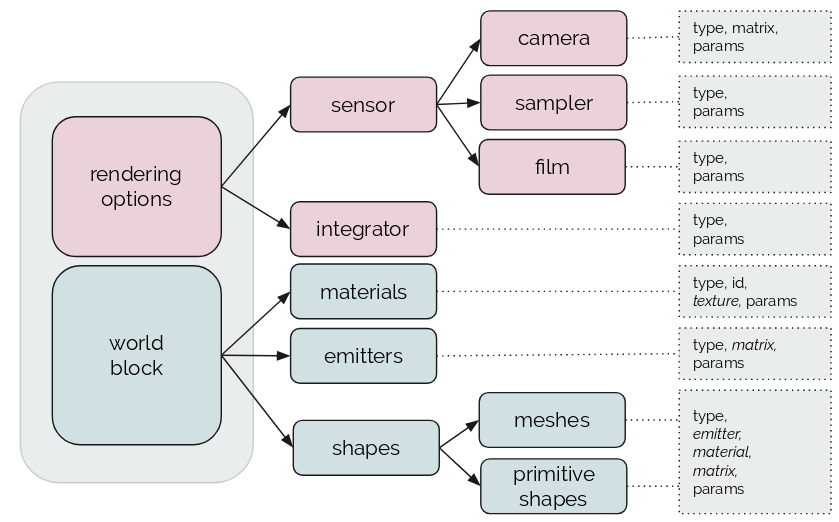 camera
type, matrix,
params
sensor
sampler
type,
params
rendering
options
film
type,
params
integrator
type,
params
materials
type, id,
texture, params
world
block
emitters
type, matrix,
params
shapes
meshes
primitive
shapes
type,
emitter,
material,
matrix,
params